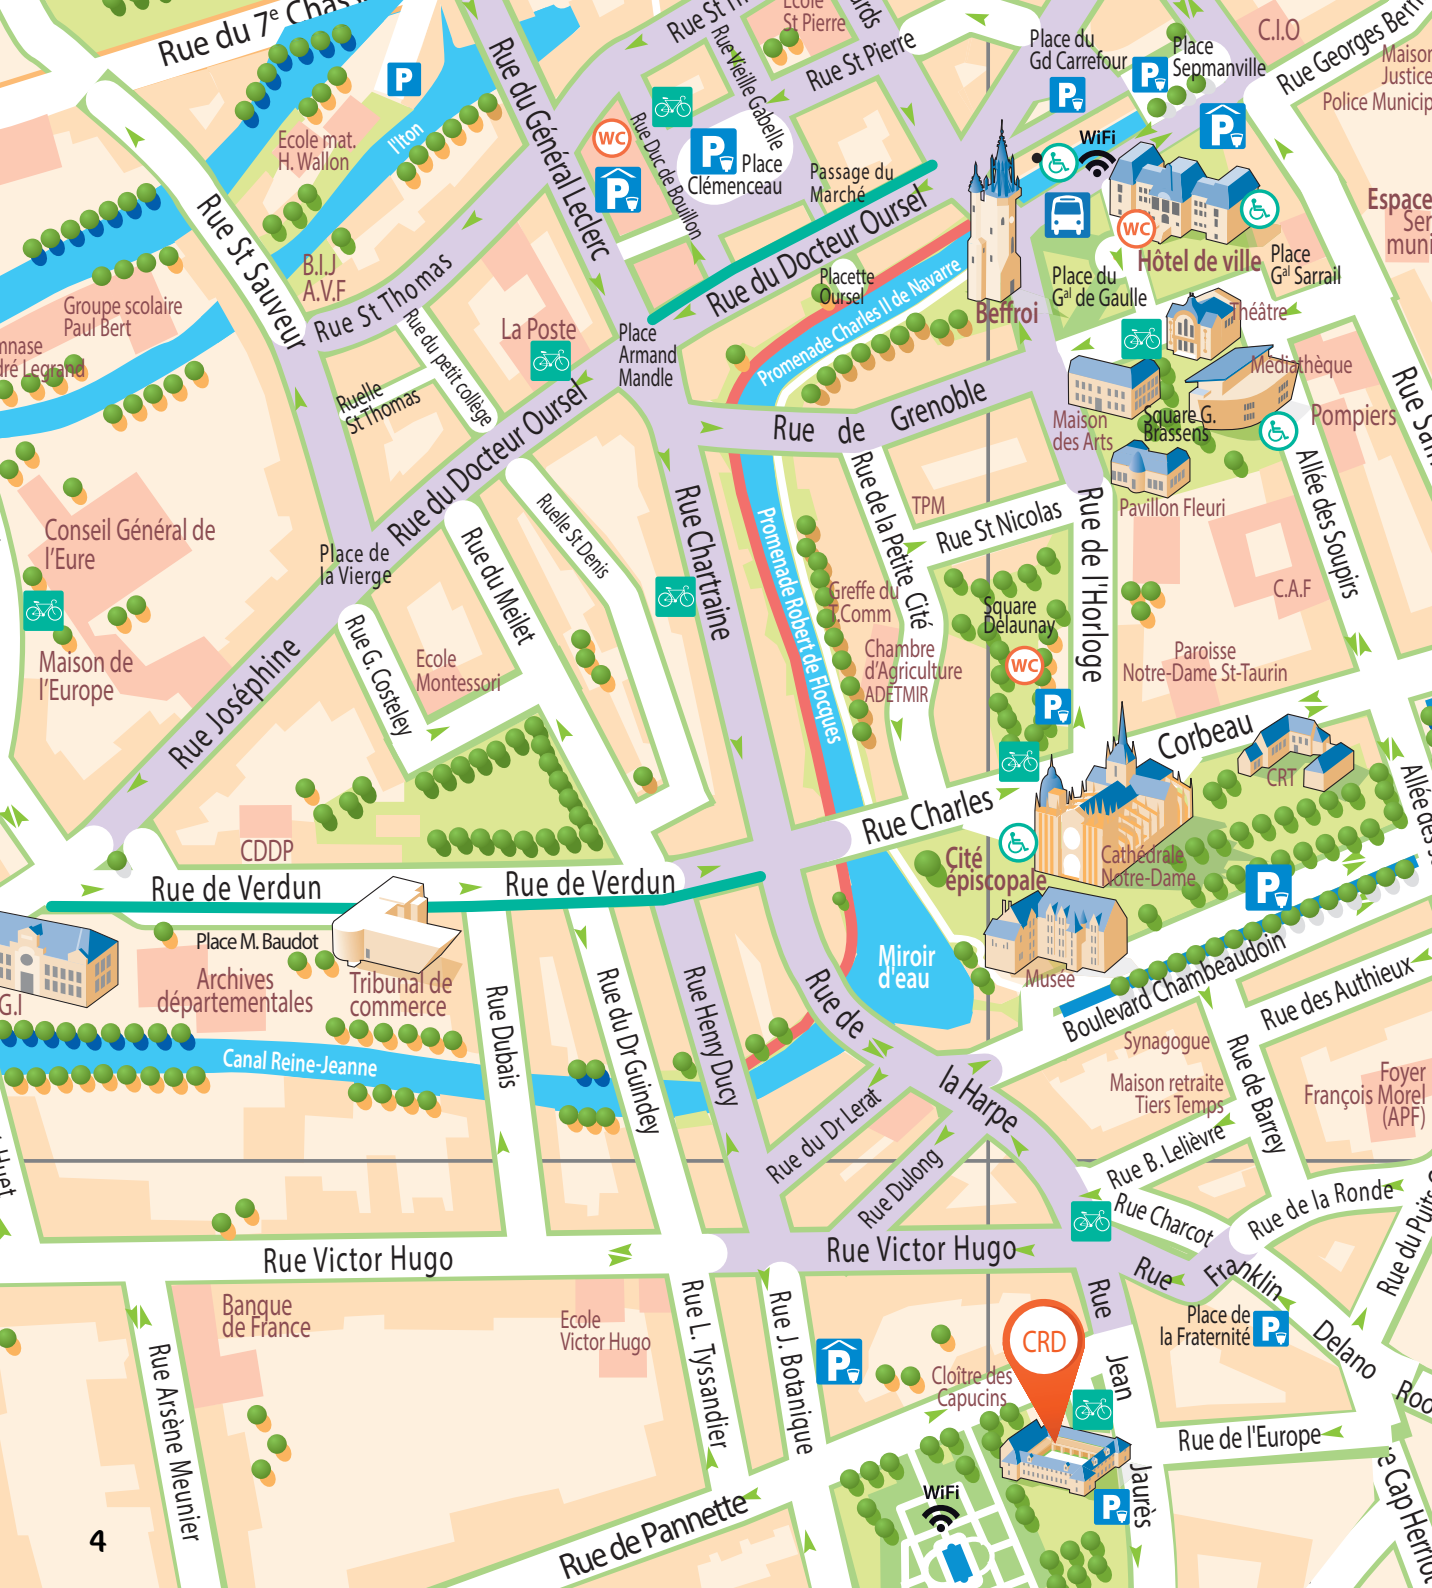 Rue du 7e
Rue St
Ecole
St Pierre
Rue St Pierre
Place du
Gd Carrefour
P
Place
Sepmanville
P
C.I.O
Rue Georges
Maison
Justice
Police Municip
P
P
Ecole mat.
H. Wallon
l'Iton
Rue du Général Leclerc
Rue Vieille Gabelle
Rue Duc de Bouillon
WC
P
P
Place
Clémenceau
Passage du
Marché
Rue du Docteur Oursel
WiFi
WC
Hôtel de ville
Place
Gal Sarrail
Espace
Ser
muni
Rue St Sauveur
B.I.J
A.V.F
Rue St Thomas
Groupe scolaire
Paul Bert
Placette
Oursel
Promenade Charles II de Navarre
Beffroi
Place du
Gal de Gaulle
Théâtre
Médiathèque
La Poste
Place
Armand
Mandle
Rue du petit collège
Ruelle
St Thomas
Rue du Docteur Oursel
Rue de Grenoble
Maison
des Arts
Square G.
Brassens
Pompiers
Pavillon Fleuri
Allée des Soupirs
Conseil Général de
l'Eure
Place de
la Vierge
Rue du Meilet
Ruelle St Denis
Rue Chartraine
Promenade Robert de Flocques
Rue de la Petite Cité
TPM
Rue St Nicolas
Rue de l'Horloge
Greffe du
T.Comm
Chambre
d'Agriculture
ADETMIR
Square
Delaunay
WC
P
C.A.F
Paroisse
Notre-Dame St-Taurin
Maison de
l'Europe
Rue Joséphine
Rue G. Costeley
Ecole
Montessori
Rue Charles Corbeau
CRT
CDDP
Rue de Verdun
Rue de Verdun
Cité
épiscopale
Cathédrale
Notre-Dame
P
Musée
Boulevard Chambeaudoin
Rue des Authieux
G.I
Place M. Baudot
Archives
départementales
Tribunal de
commerce
Miroir
d'eau
Canal Reine-Jeanne
Rue Dubais
Rue du Dr Guindey
Rue Henry Ducy
Rue de la Harpe
Synagogue
Maison retraite
Tiers Temps
Rue de Barrey
Foyer
François Morel
(APF)
Rue du Dr Lerat
Rue Dulong
Rue B. Lelièvre
Rue Charcot
Rue de la Ronde
Rue Victor Hugo
Rue Victor Hugo
Rue Franklin Delano Roo
Place de
la Fraternité
P
Banque
de France
Ecole
Victor Hugo
Rue L. Tyssandier
Rue J. Botanique
P
CRD
Cloître des
Capucins
Rue Jean Jaurès
Rue de l'Europe
Rue Arsène Meunier
Rue de Pannette
WiFi
P
4